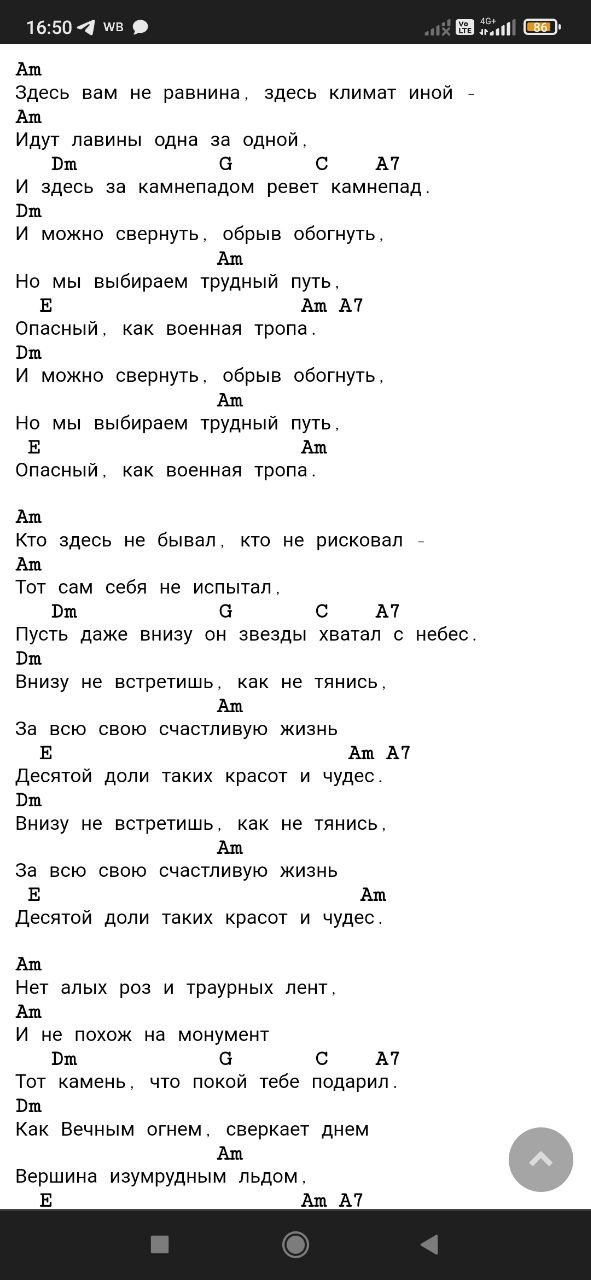 16:50 WB Vo LTE 4G+ 86
Am
Здесь вам не равнина, здесь климат иной -
Am
Идут лавины одна за одной,
Dm G C A7
И здесь за камнепадом ревет камнепад.
Dm
И можно свернуть, обрыв обогнуть,
Am
Но мы выбираем трудный путь,
E Am A7
Опасный, как военная тропа.
Dm
И можно свернуть, обрыв обогнуть,
Am
Но мы выбираем трудный путь,
E Am
Опасный, как военная тропа.
Am
Кто здесь не бывал, кто не рисковал -
Am
Тот сам себя не испытал,
Dm G C A7
Пусть даже внизу он звезды хватал с небес.
Dm
Внизу не встретишь, как не тянись,
Am
За всю свою счастливую жизнь
E Am A7
Десятой доли таких красот и чудес.
Dm
Внизу не встретишь, как не тянись,
Am
За всю свою счастливую жизнь
E Am
Десятой доли таких красот и чудес.
Am
Нет алых роз и траурных лент,
Am
И не похож на монумент
Dm G C A7
Тот камень, что покой тебе подарил.
Dm
Как Вечным огнем, сверкает днем
Am
Вершина изумрудным льдом,
E Am A7